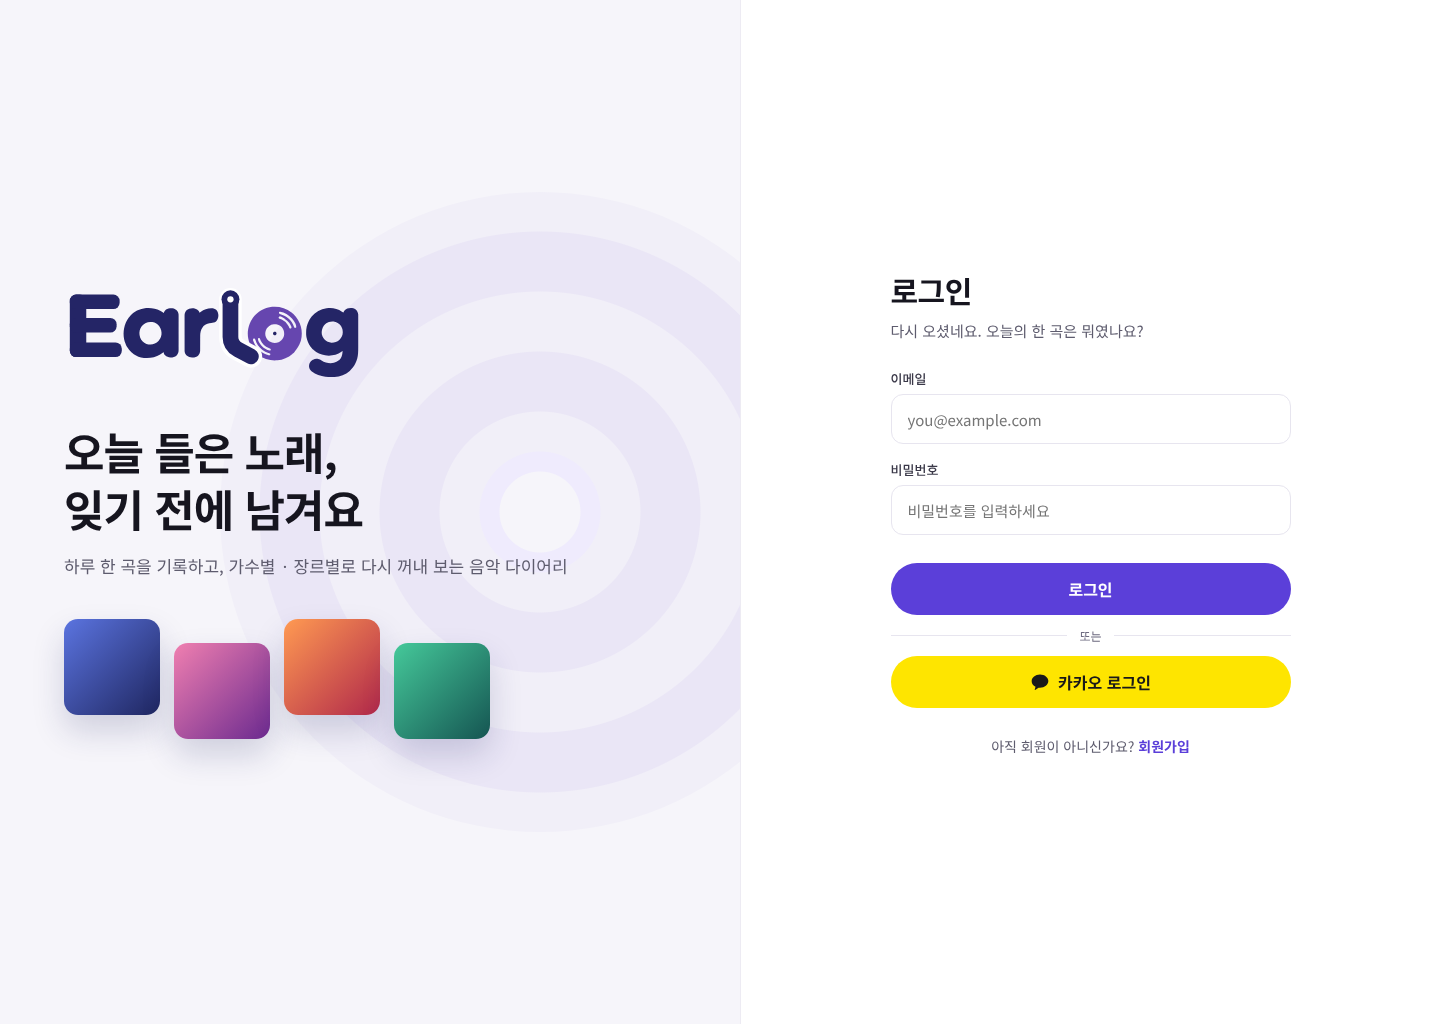 Earlog
오늘 들은 노래,
잊기 전에 남겨요
하루 한 곡을 기록하고, 가수별 · 장르별로 다시 꺼내 보는 음악 다이어리
로그인
다시 오셨네요. 오늘의 한 곡은 뭐였나요?
이메일
you@example.com
비밀번호
비밀번호를 입력하세요
로그인
또는
카카오 로그인
아직 회원이 아니신가요? 회원가입